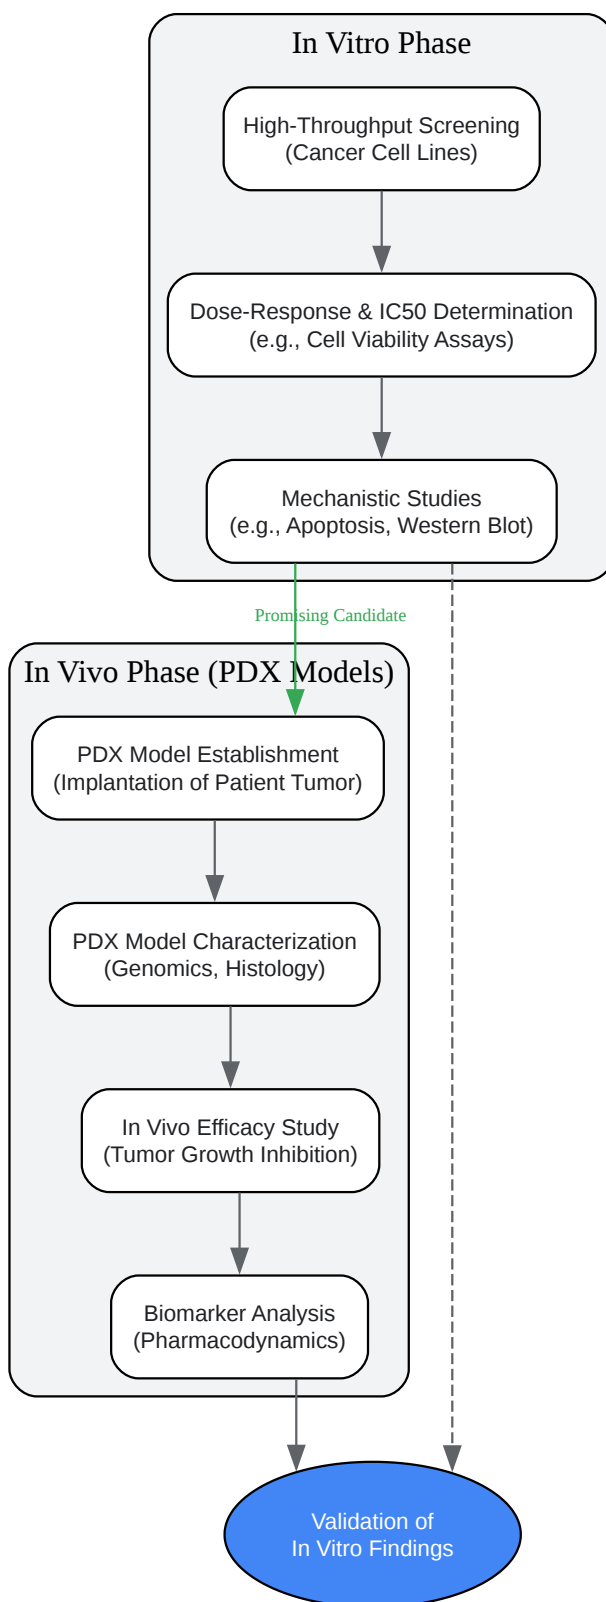 In Vitro Phase
High-Throughput Screening
(Cancer Cell Lines)
Dose-Response & IC50 Determination
(e.g., Cell Viability Assays)
Mechanistic Studies
(e.g., Apoptosis, Western Blot)
Promising Candidate
In Vivo Phase (PDX Models)
PDX Model Establishment
(Implantation of Patient Tumor)
PDX Model Characterization
(Genomics, Histology)
In Vivo Efficacy Study
(Tumor Growth Inhibition)
Biomarker Analysis
(Pharmacodynamics)
Validation of
In Vitro Findings